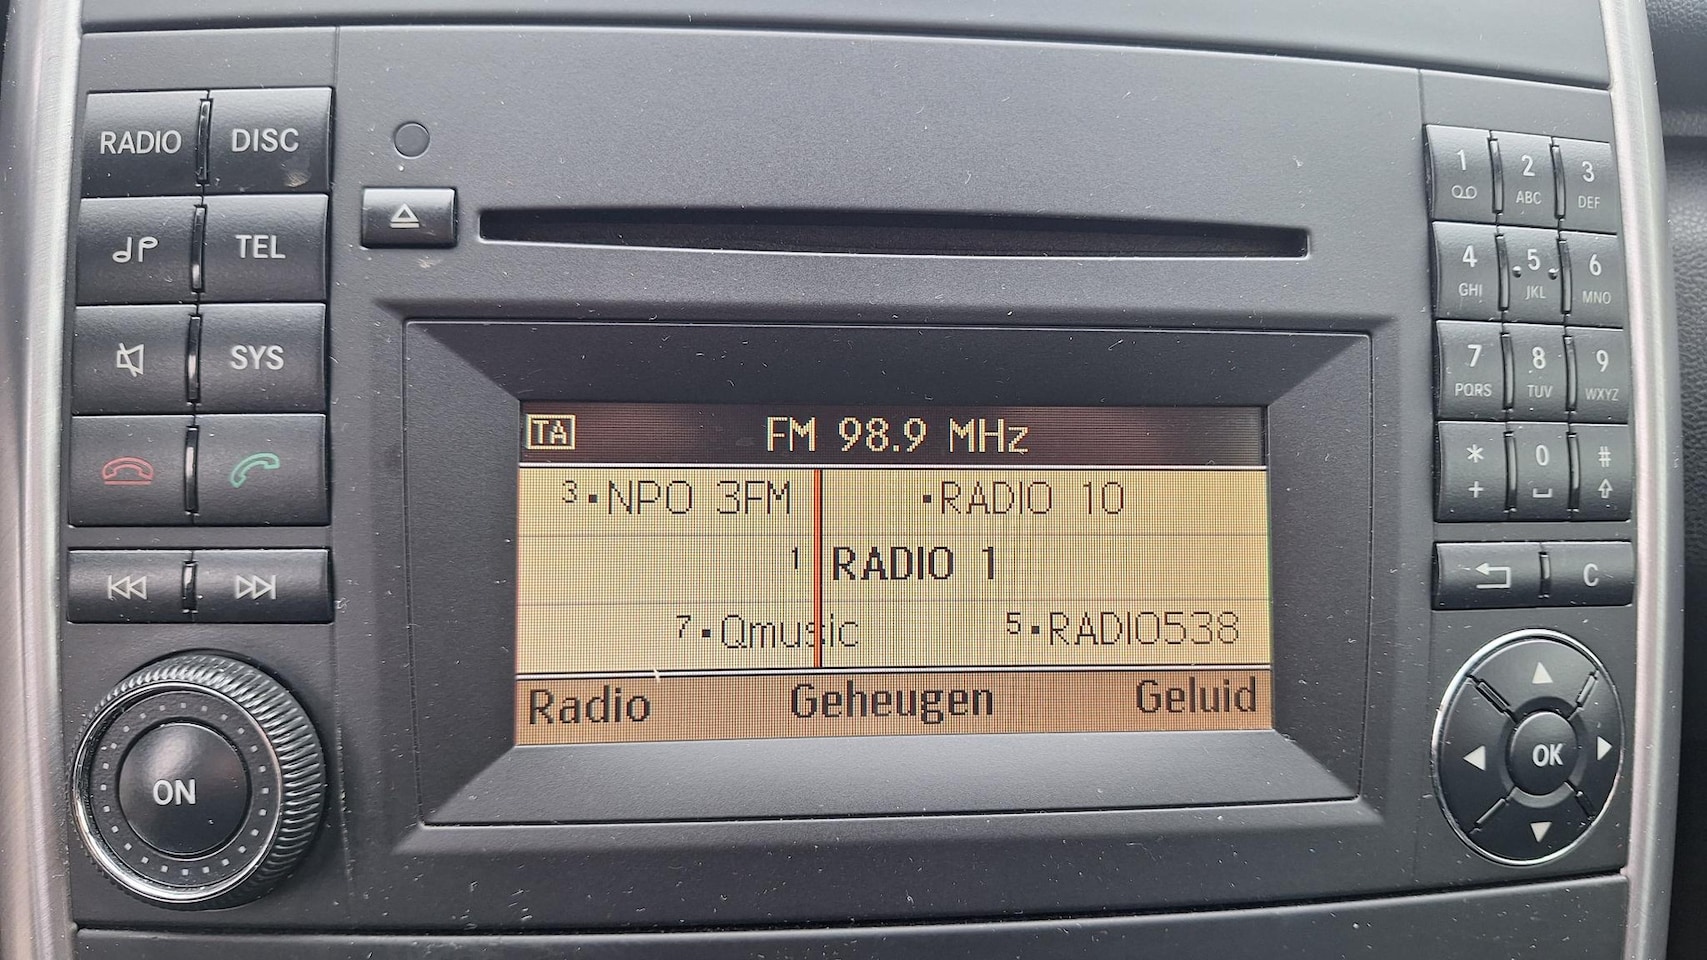 RADIO DISC
TEL
SYS
ON
TA FM 98.9 MHz
3 NPO 3FM RADIO 10
1 RADIO 1
7 Qmusic 5 RADIO538
Radio Geheugen Geluid
1 2 3
ABC DEF
4 5 6
GHI JKL MNO
7 8 9
PQRS TUV WXYZ
* 0 #
+
C
OK